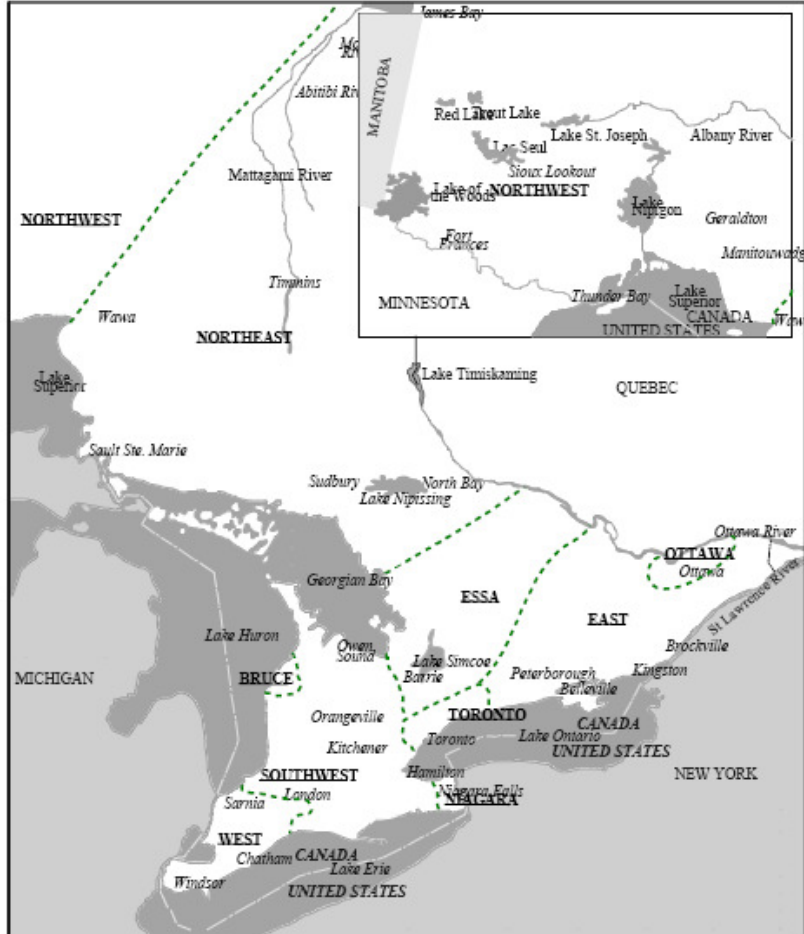 James Bay
Abitibi
Mattagami River
NORTHWEST
Timmins
Wawa
NORTHEAST
Lake
Superior
Lake Timiskaming
QUEBEC
Sault Ste. Marie
Sudbury
North Bay
Lake Nipissing
Ottawa River
OTTAWA
Ottawa
Georgian Bay
ESSA
St Lawrence River
EAST
Lake Huron
Owen
Sound
Brockville
Lake Simcoe
Barrie
Peterborough
Kingston
Belleville
MICHIGAN
BRUCE
Orangeville
TORONTO
CANADA
Toronto
Lake Ontario
Kitchener
UNITED STATES
Hamilton
NEW YORK
SOUTHWEST
Niagara Falls
NIAGARA
London
Sarnia
WEST
Chatham
CANADA
Lake Erie
Windsor
UNITED STATES
MANITOBA
Red Lake
Trout Lake
Lake St. Joseph
Albany River
Lac Seul
Sioux Lookout
Lake of
the Woods
NORTHWEST
Lake
Nipigon
Geraldton
Fort
Frances
Manitouwadg
MINNESOTA
Thunder Bay
Lake
Superior
CANADA
UNITED STATES
Wawa